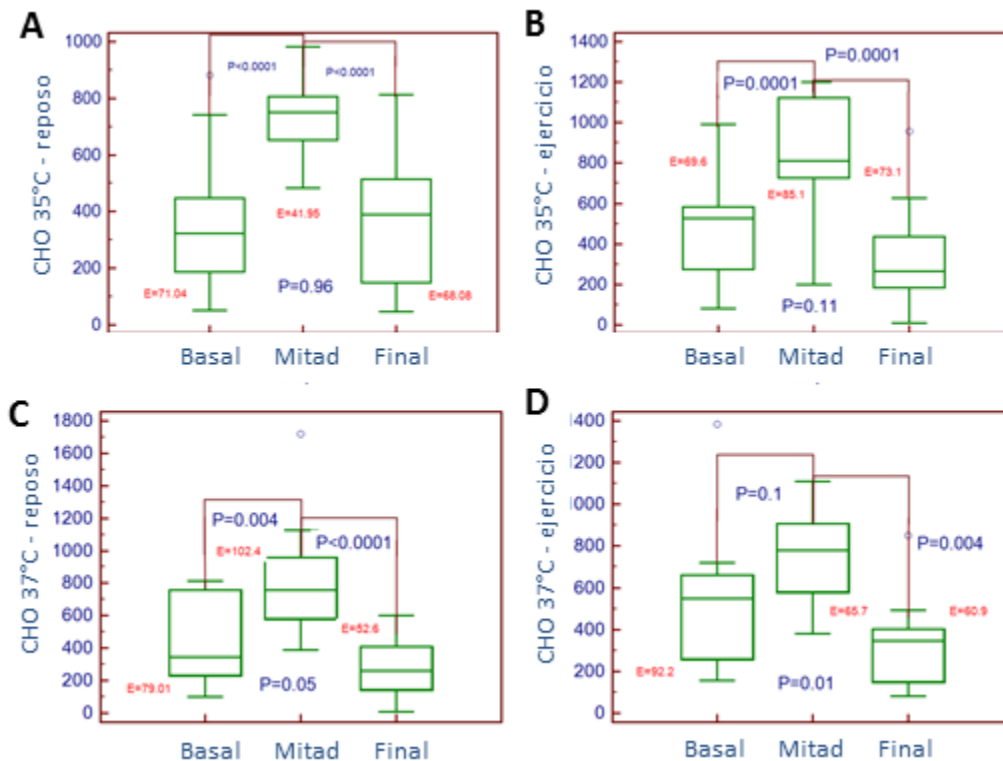 A
CHO 35°C - reposo
1000
800
600
400
200
0
P<0.0001
P<0.0001
E=71.04
E=41.95
E=68.08
P=0.96
Basal Mitad Final
B
CHO 35°C - ejercicio
1400
1200
1000
800
600
400
200
0
P=0.0001
P=0.0001
E=69.6
E=85.1
E=73.1
P=0.11
Basal Mitad Final
C
CHO 37°C - reposo
1800
1600
1400
1200
1000
800
600
400
200
0
P=0.004
P<0.0001
E=102.4
E=52.6
E=79.01
P=0.05
Basal Mitad Final
D
CHO 37°C - ejercicio
1400
1200
1000
800
600
400
200
0
P=0.1
P=0.004
E=65.7
E=60.9
E=92.2
P=0.01
Basal Mitad Final